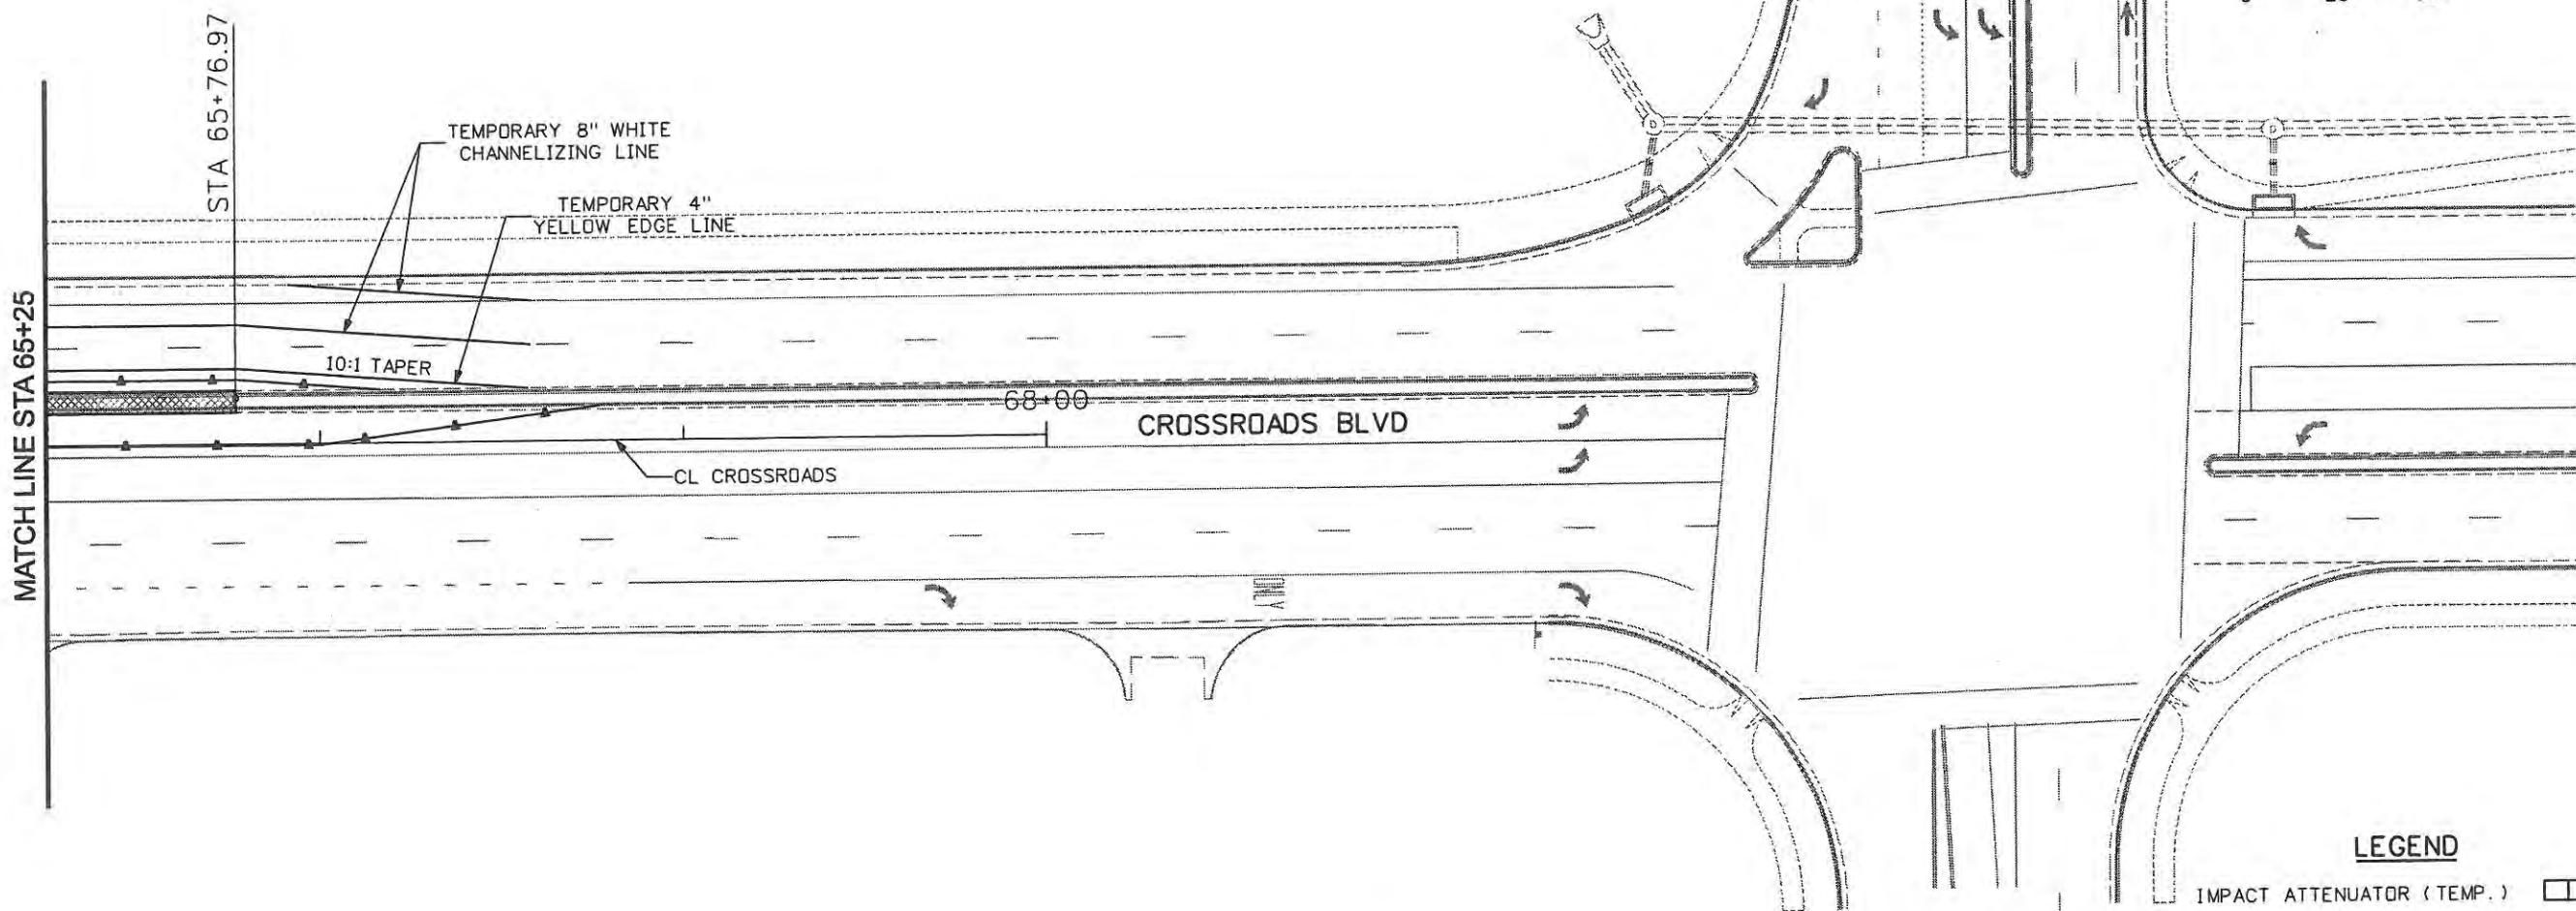 STA 65+76.97
MATCH LINE STA 65+25
TEMPORARY 8" WHITE
CHANNELIZING LINE
TEMPORARY 4"
YELLOW EDGE LINE
10:1 TAPER
68+00
CROSSROADS BLVD
CL CROSSROADS
LEGEND
IMPACT ATTENUATOR (TEMP.)